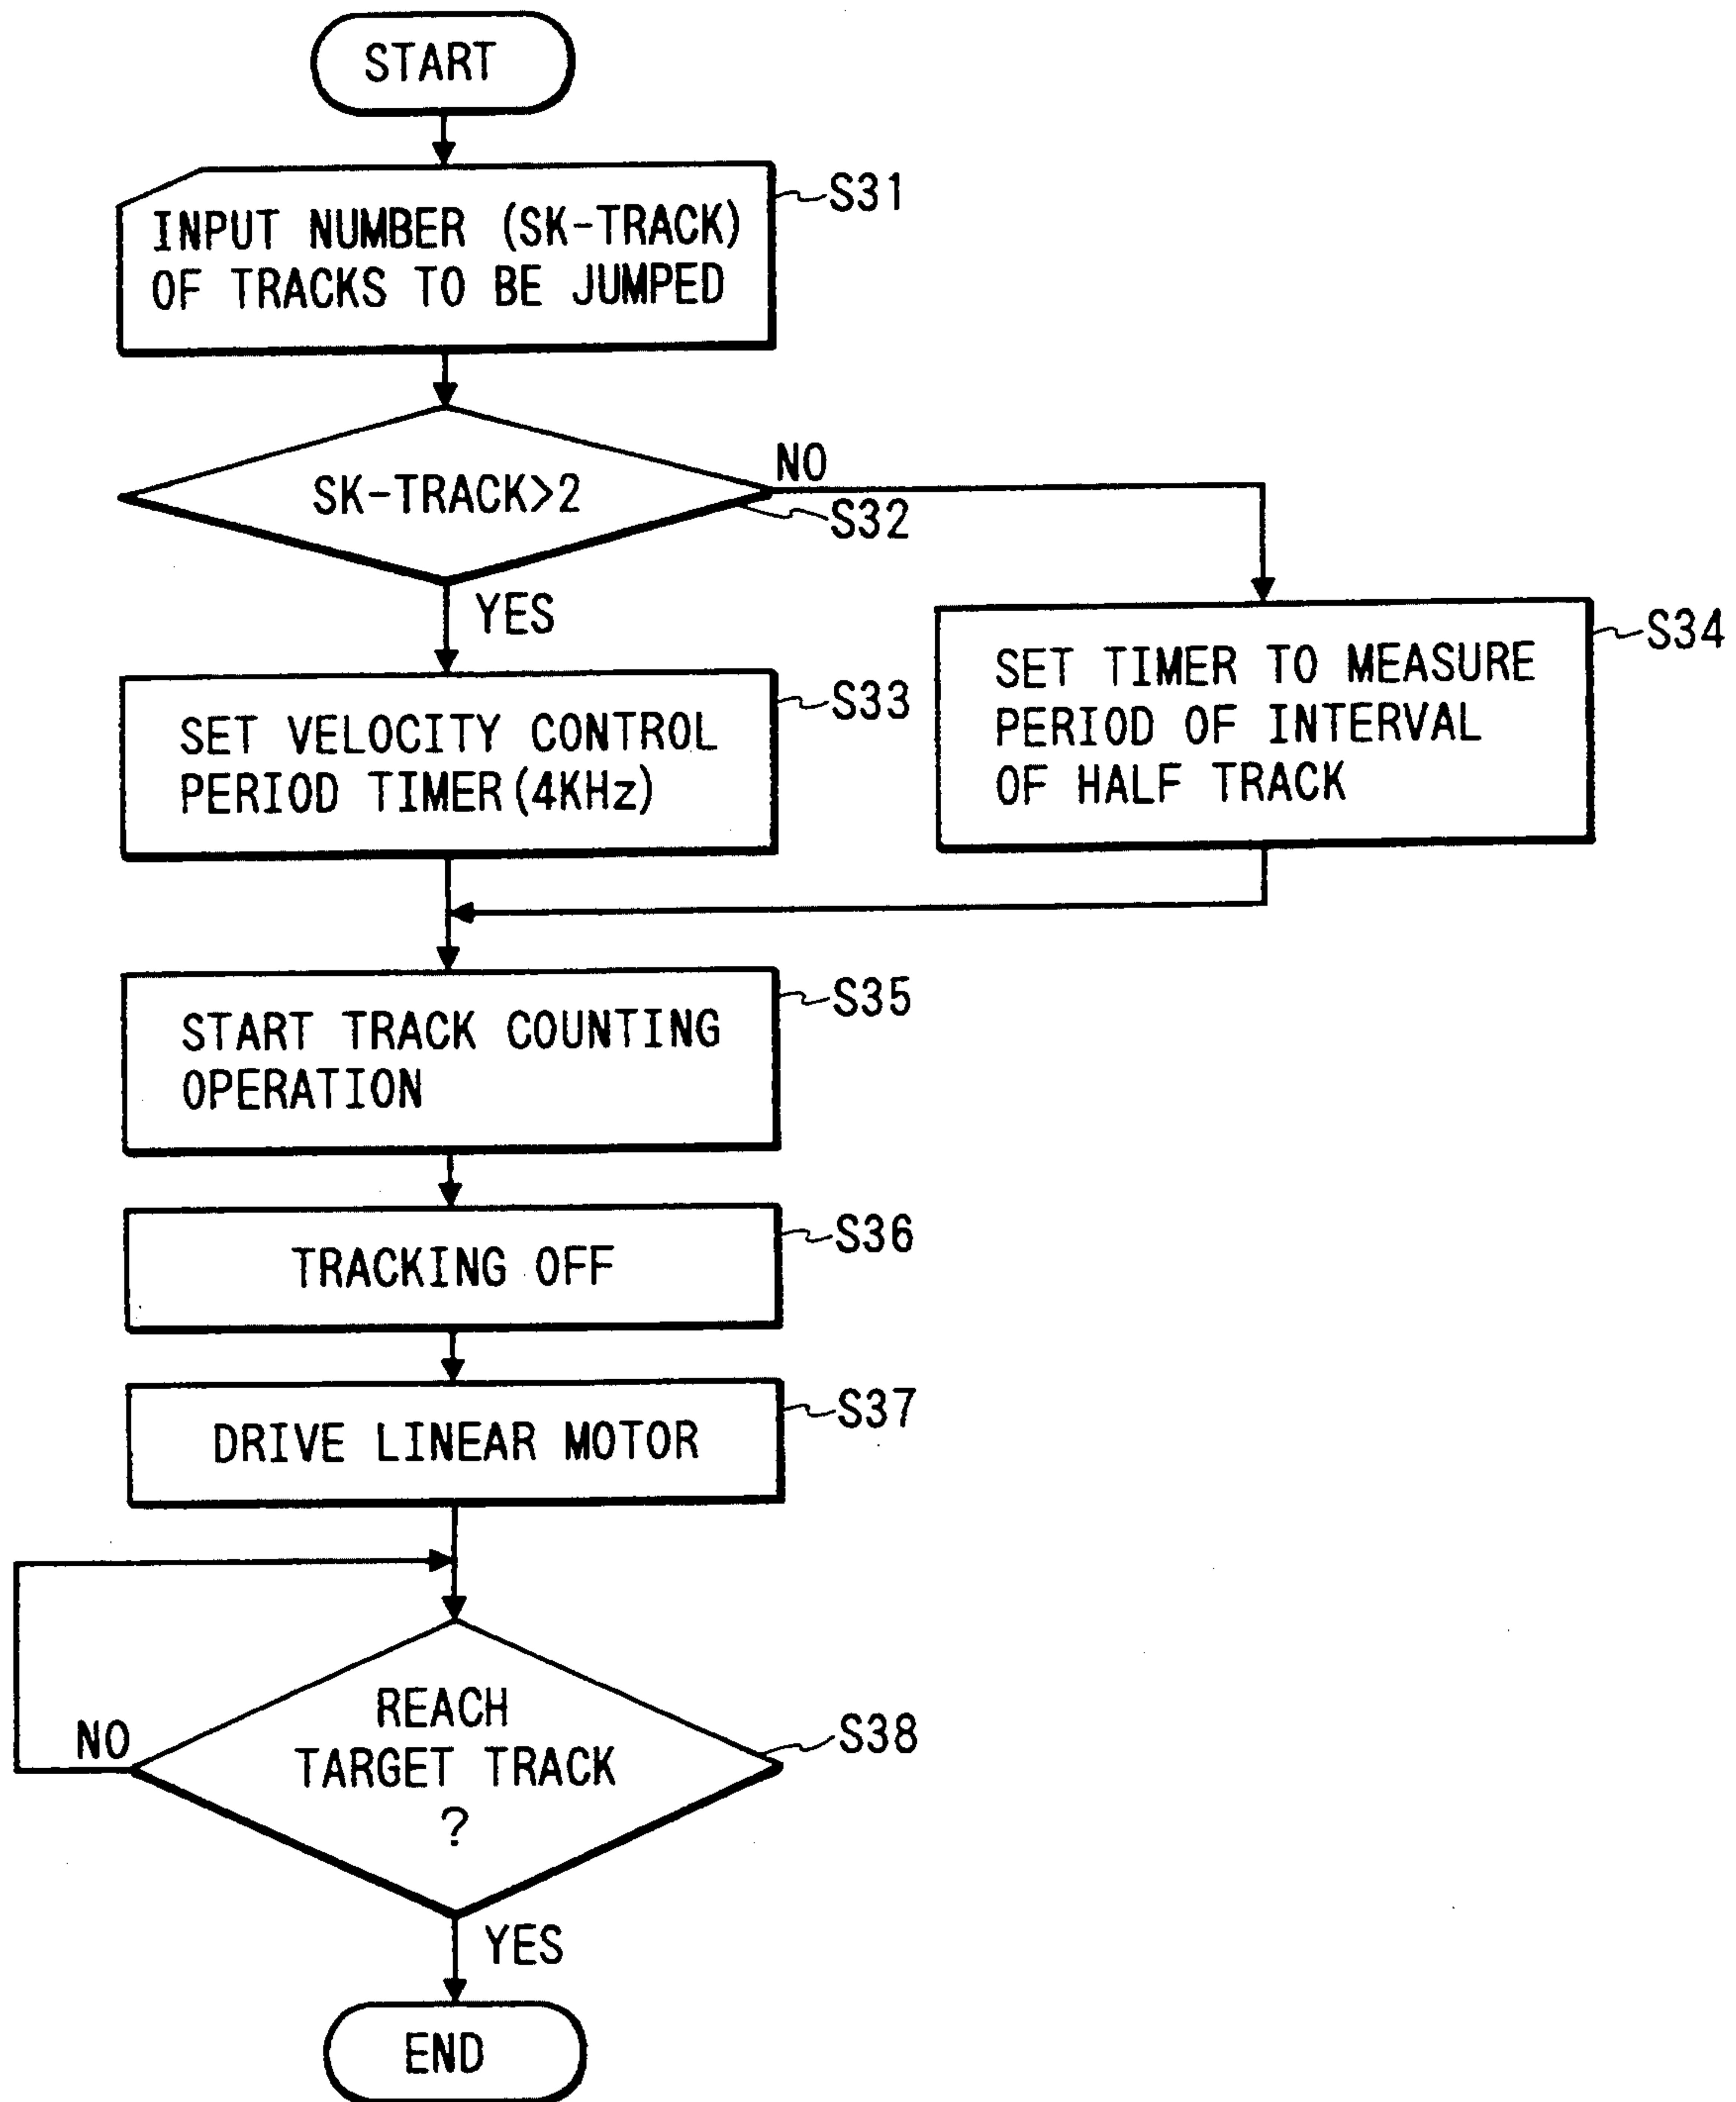 START
S31
INPUT NUMBER (SK-TRACK)
OF TRACKS TO BE JUMPED
NO
SK-TRACK>2
S32
YES
S34
SET TIMER TO MEASURE
PERIOD OF INTERVAL
OF HALF TRACK
S33
SET VELOCITY CONTROL
PERIOD TIMER(4KHz)
S35
START TRACK COUNTING
OPERATION
S36
TRACKING OFF
S37
DRIVE LINEAR MOTOR
REACH
NO
S38
TARGET TRACK
?
YES
END